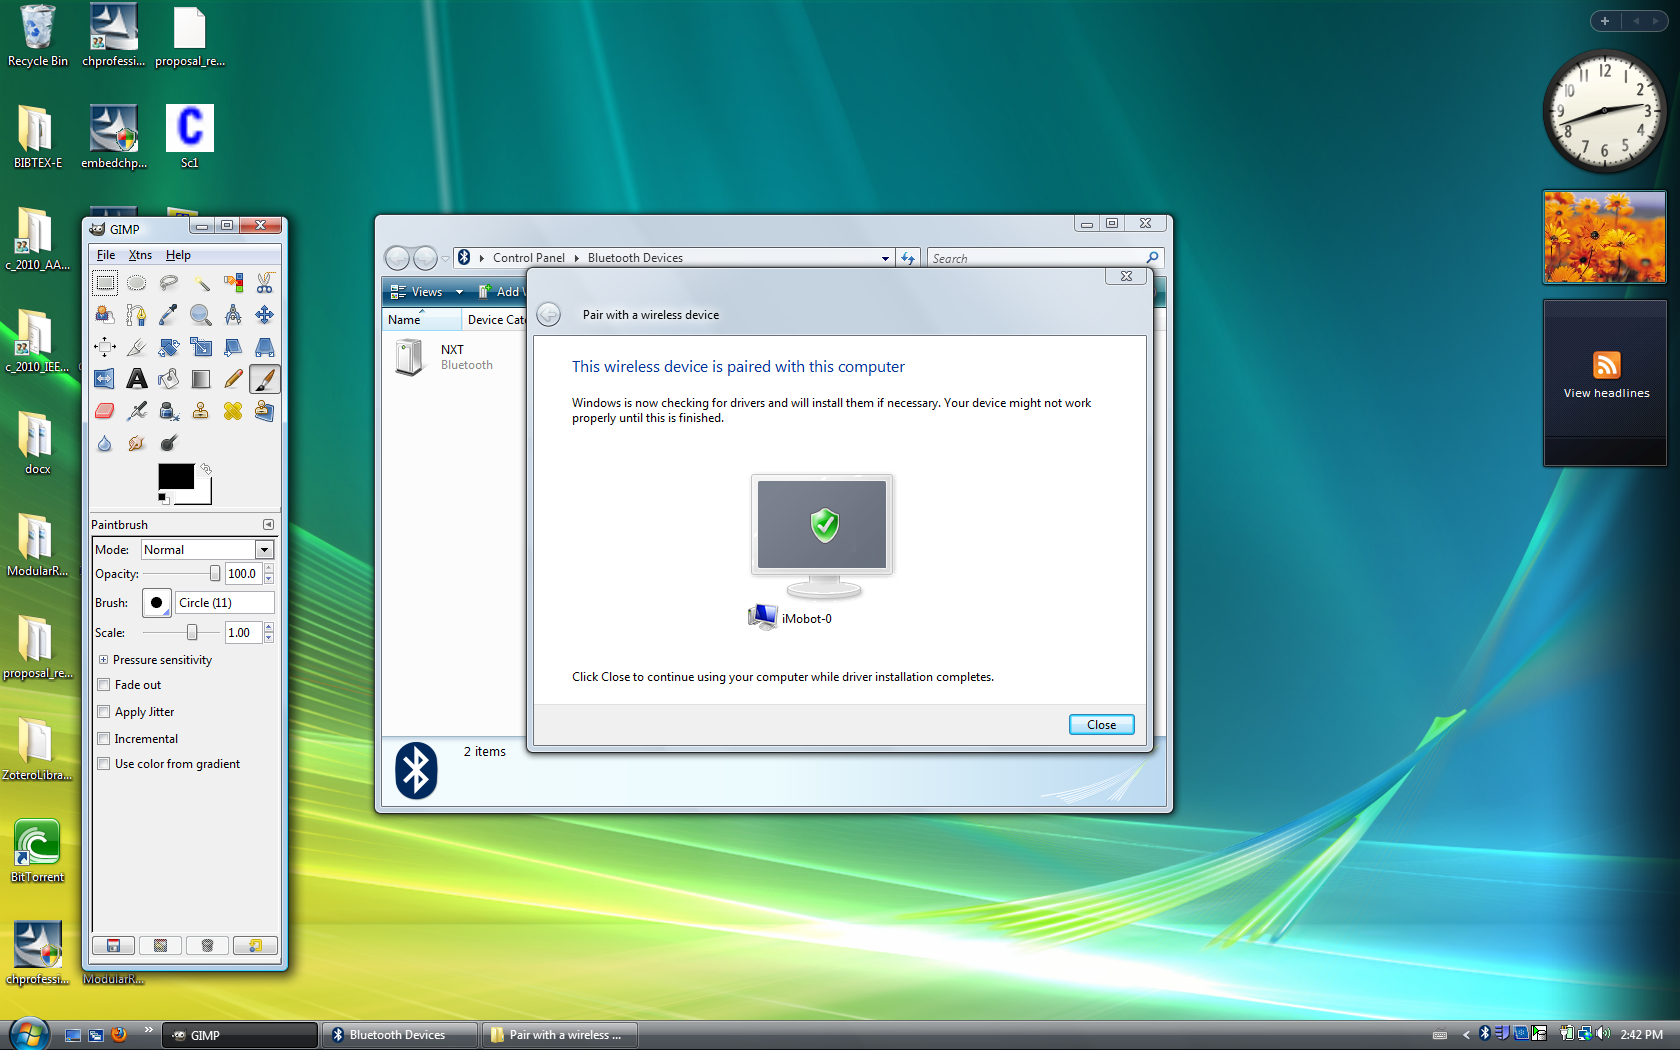 Recycle Bin
chprofessi...
proposal_re...
BIBTEX-E
embedchp...
C
Sc1
c_2010_AA...
c_2010_IEE...
docx
ModularR...
proposal_re...
ZoteroLibra...
BitTorrent
chprofessi...
ModularR...
GIMP
File Xtns Help
Paintbrush
Mode: Normal
Opacity: 100.0
Brush: Circle (11)
Scale: 1.00
Pressure sensitivity
Fade out
Apply Jitter
Incremental
Use color from gradient
Control Panel Bluetooth Devices
Search
Views Add
Name Device Cate
NXT
Bluetooth
2 items
Pair with a wireless device
This wireless device is paired with this computer
Windows is now checking for drivers and will install them if necessary. Your device might not work
properly until this is finished.
iMobot-0
Click Close to continue using your computer while driver installation completes.
Close
12
1
2
3
4
5
6
7
8
9
10
11
View headlines
GIMP
Bluetooth Devices
Pair with a wireless ...
2:42 PM